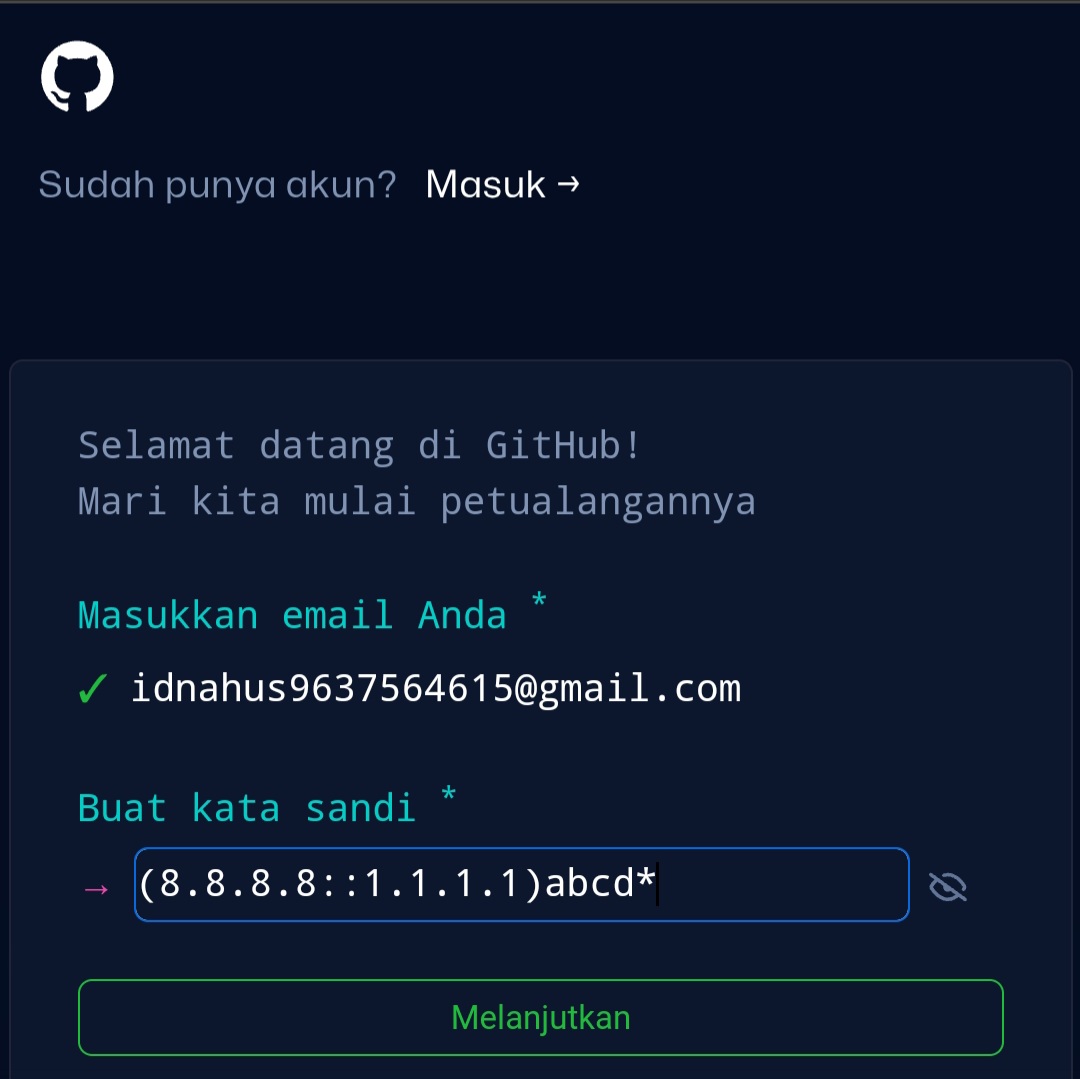 Sudah punya akun? Masuk →
Selamat datang di GitHub!
Mari kita mulai petualangannya
Masukkan email Anda *
✓ idnahus9637564615@gmail.com
Buat kata sandi *
→ (8.8.8.8::1.1.1.1)abcd*
Melanjutkan